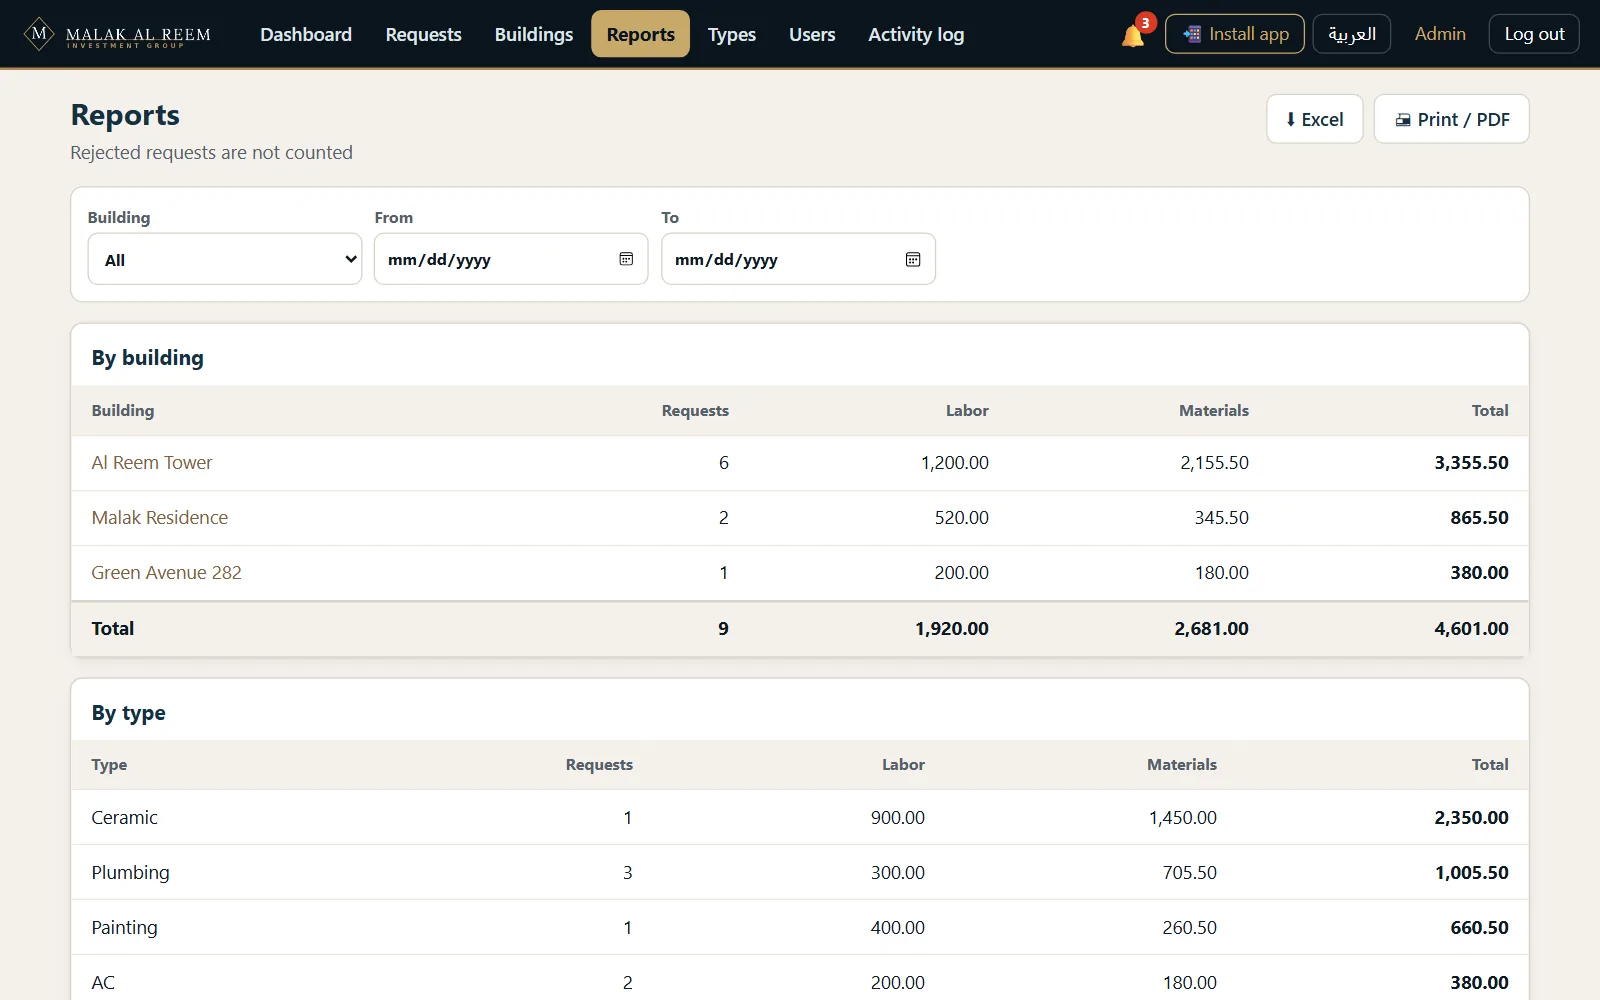 M MALAK AL REEM
INVESTMENT GROUP
Dashboard Requests Buildings Reports Types Users Activity log 3 Install app العربية Admin Log out
Reports
Rejected requests are not counted
Excel Print / PDF
Building From To
All mm/dd/yyyy mm/dd/yyyy
By building
Building Requests Labor Materials Total
Al Reem Tower 6 1,200.00 2,155.50 3,355.50
Malak Residence 2 520.00 345.50 865.50
Green Avenue 282 1 200.00 180.00 380.00
Total 9 1,920.00 2,681.00 4,601.00
By type
Type Requests Labor Materials Total
Ceramic 1 900.00 1,450.00 2,350.00
Plumbing 3 300.00 705.50 1,005.50
Painting 1 400.00 260.50 660.50
AC 2 200.00 180.00 380.00